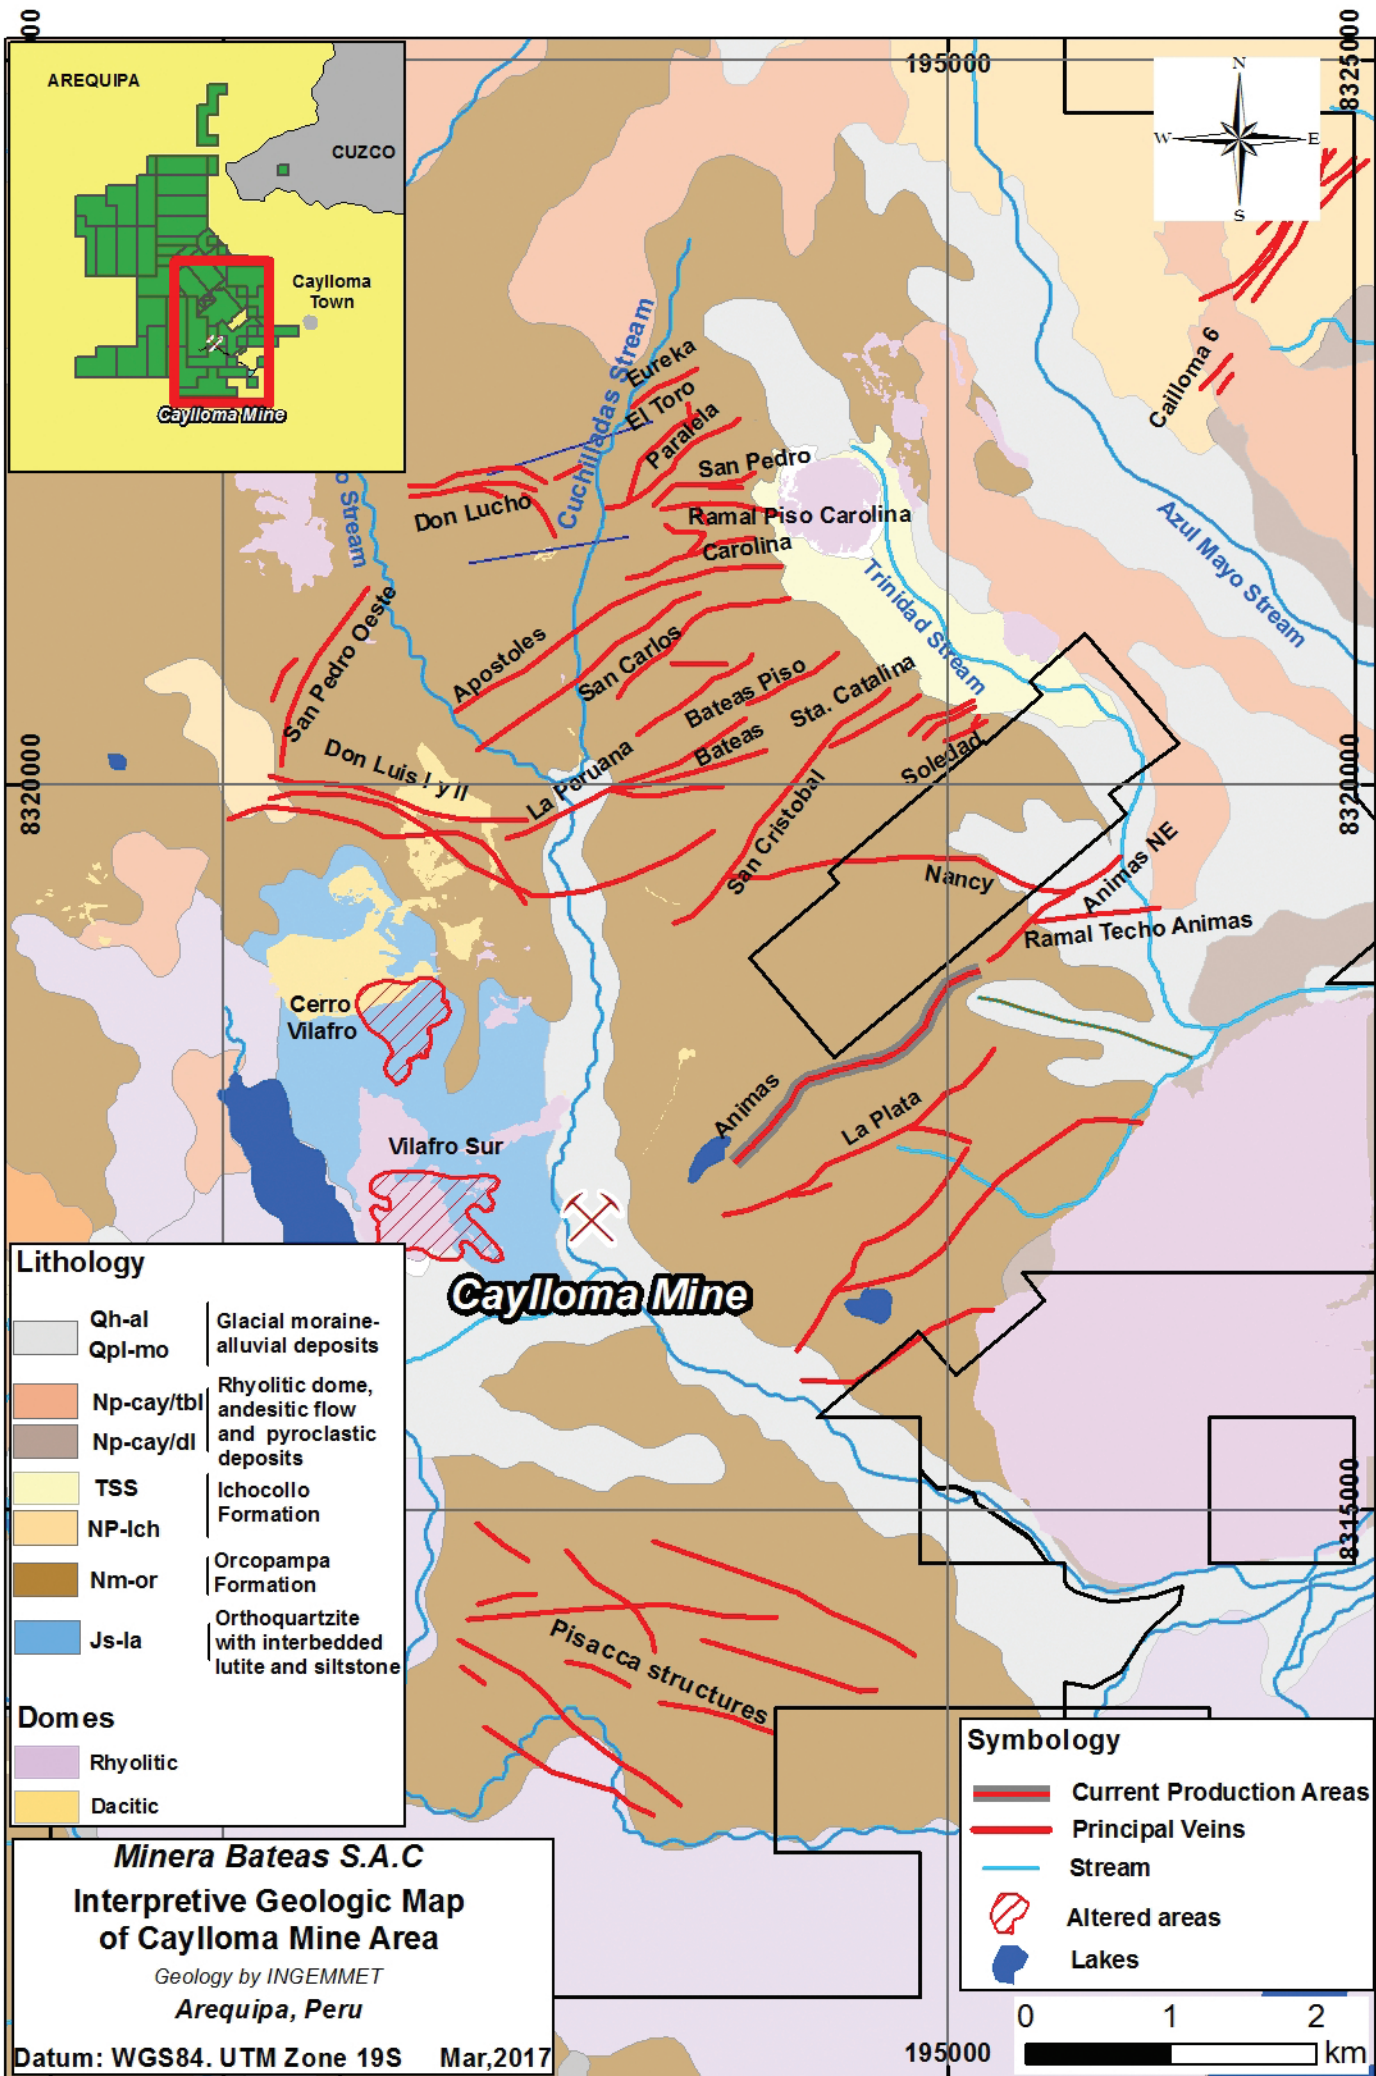 00
195000
8325000
AREQUIPA
CUZCO
Caylloma
Town
Caylloma Mine
N
W
E
S
Cuchilladas Stream
o Stream
Eureka
El Toro
Paralela
San Pedro
Ramal Piso Carolina
Carolina
Don Lucho
Cailloma 6
Azul Mayo Stream
Trinidad Stream
San Pedro Oeste
Apostoles
San Carlos
Bateas Piso
Sta. Catalina
Bateas
Soledad
Don Luis I y II
La Peruana
San Cristobal
8320000
8320000
Nancy
Animas NE
Ramal Techo Animas
Cerro
Vilafro
Animas
La Plata
Vilafro Sur
Caylloma Mine
8315000
Pisacca structures
Lithology
Qh-al
Qpl-mo
Glacial moraine-
alluvial deposits
Np-cay/tbl
Np-cay/dl
Rhyolitic dome,
andesitic flow
and pyroclastic
deposits
TSS
NP-Ich
Ichocollo
Formation
Nm-or
Orcopampa
Formation
Js-la
Orthoquartzite
with interbedded
lutite and siltstone
Domes
Rhyolitic
Dacitic
Symbology
Current Production Areas
Principal Veins
Stream
Altered areas
Lakes
Minera Bateas S.A.C
Interpretive Geologic Map
of Caylloma Mine Area
Geology by INGEMMET
Arequipa, Peru
Datum: WGS84. UTM Zone 19S Mar,2017
195000
0 1 2
km